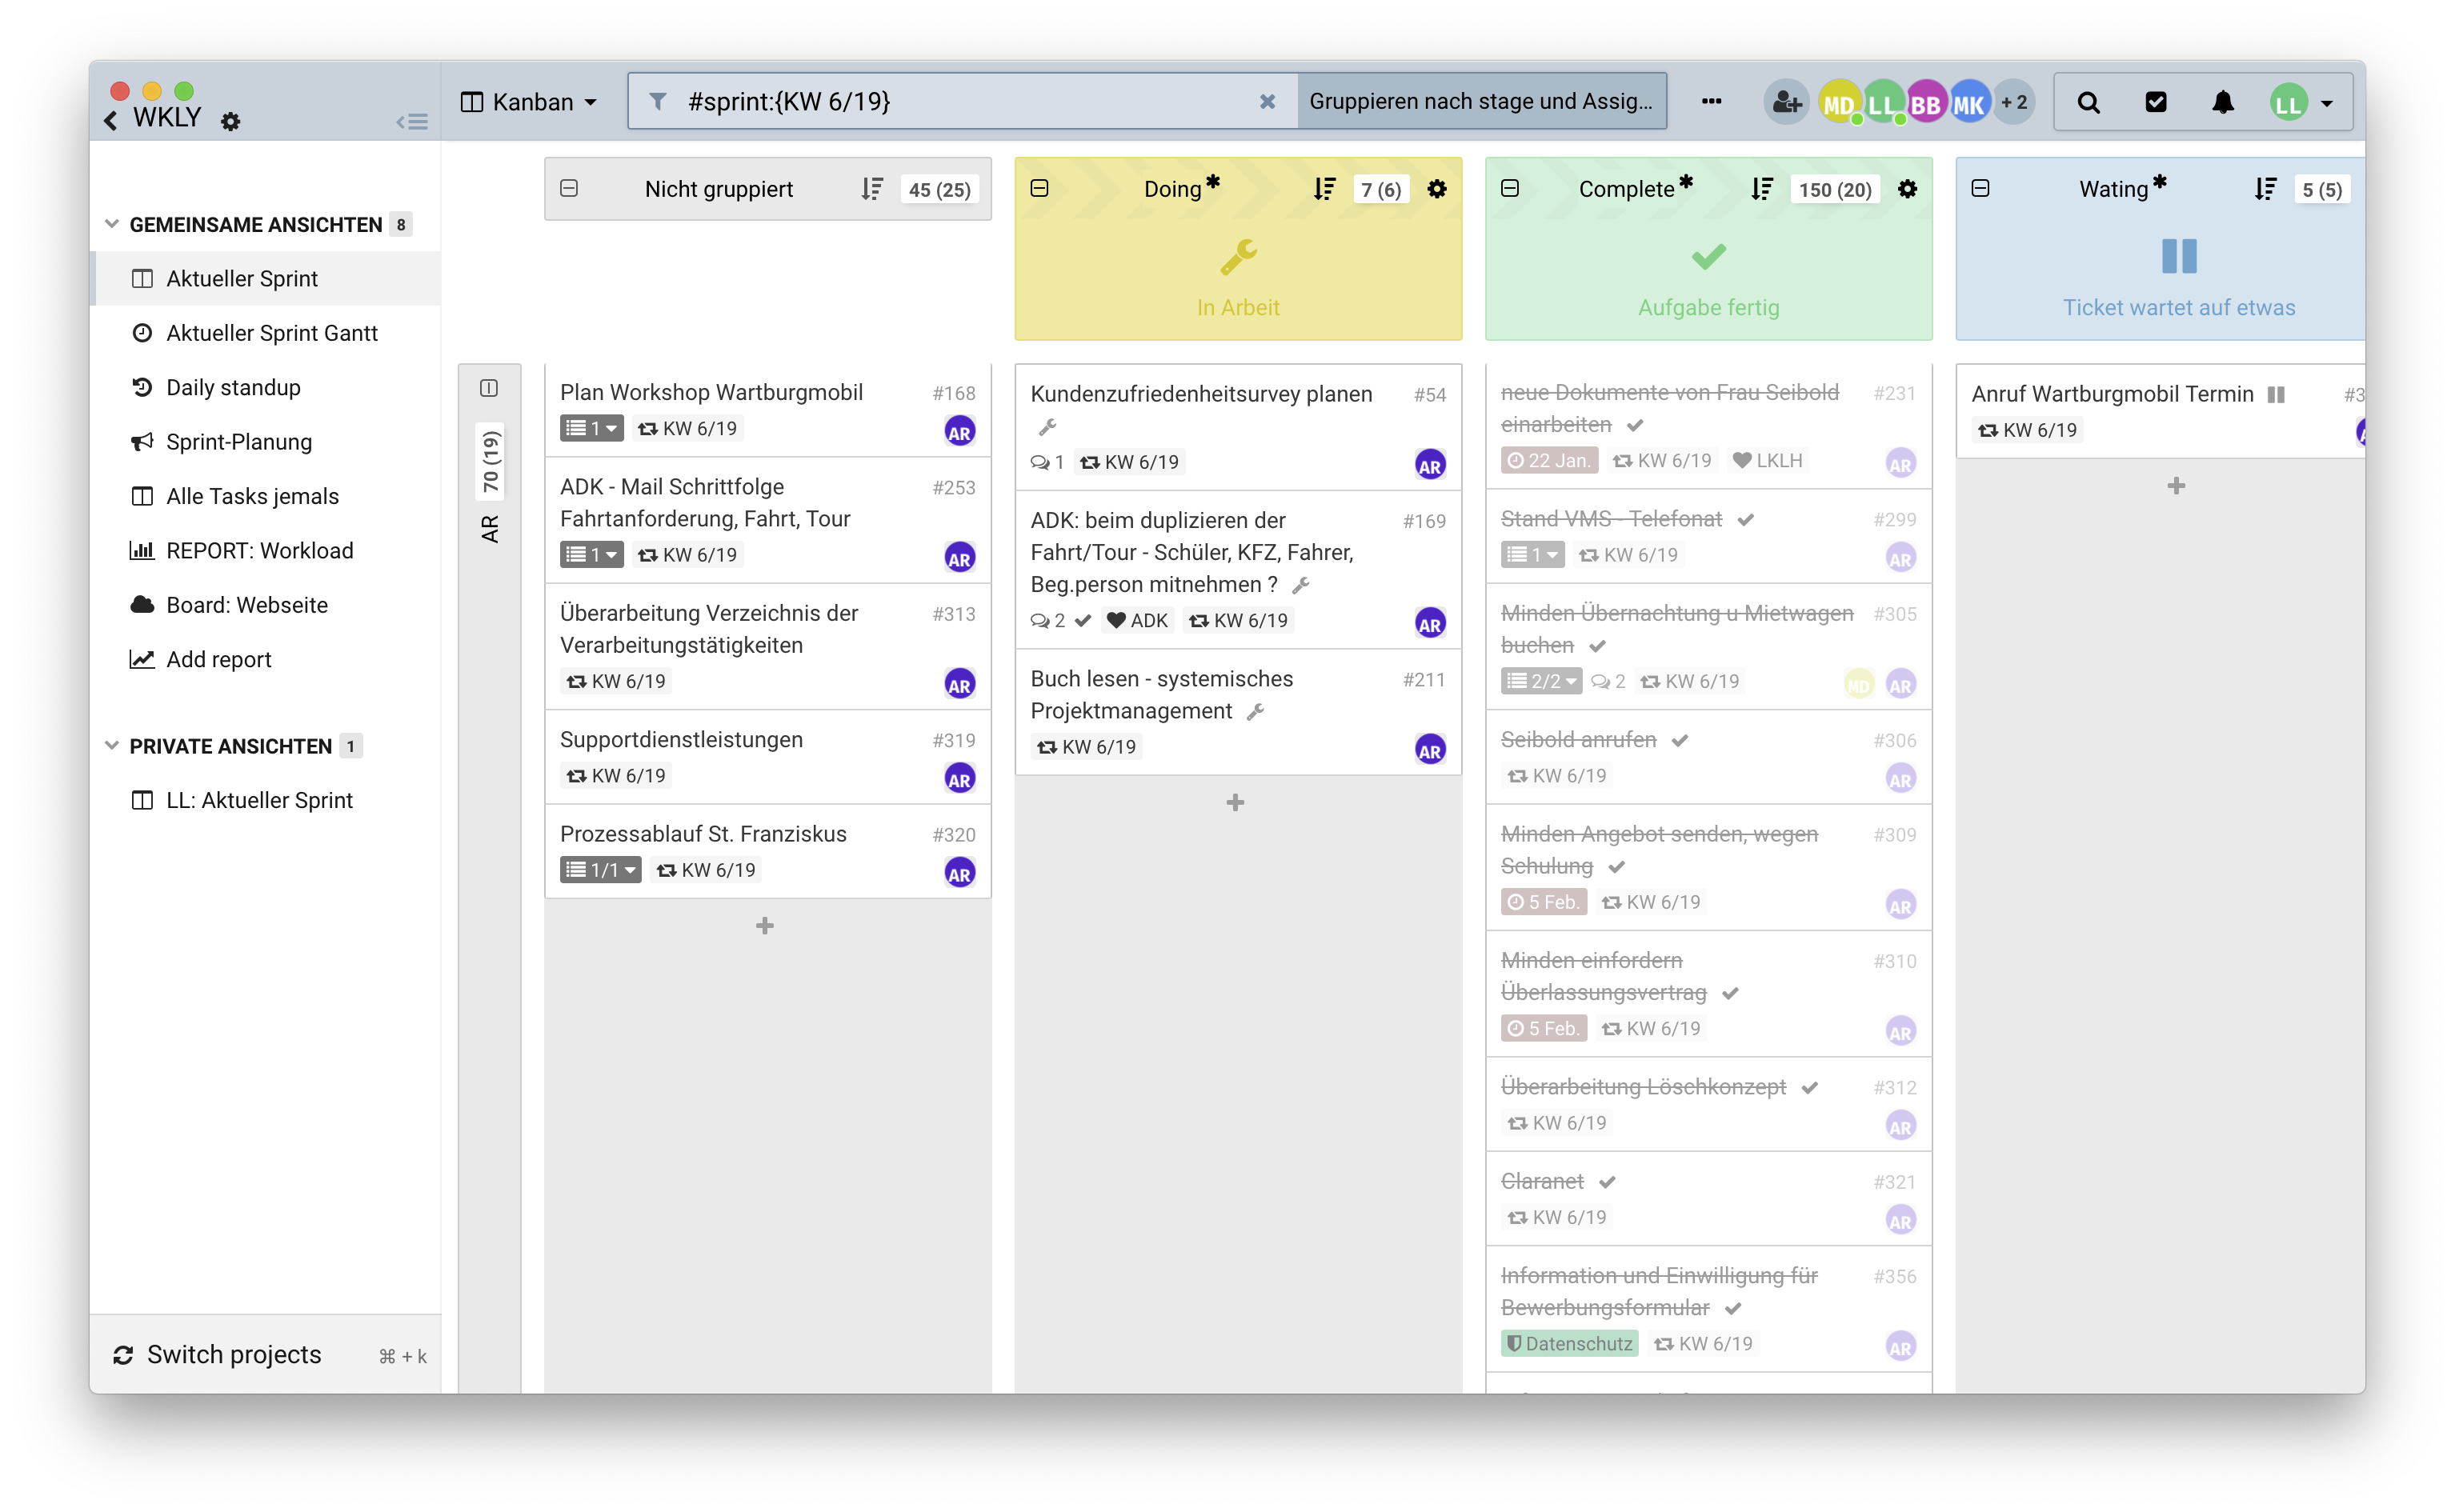 WKLY
Kanban
#sprint:{KW 6/19}
Gruppieren nach stage und Assig...
MD
LL
BB
MK
+ 2
LL
GEMEINSAME ANSICHTEN 8
Aktueller Sprint
Aktueller Sprint Gantt
Daily standup
Sprint-Planung
Alle Tasks jemals
REPORT: Workload
Board: Webseite
Add report
PRIVATE ANSICHTEN 1
LL: Aktueller Sprint
Switch projects ⌘ + k
70 (19)
AR
Nicht gruppiert 45 (25)
Plan Workshop Wartburgmobil #168
1 KW 6/19 AR
ADK - Mail Schrittfolge #253
Fahrtanforderung, Fahrt, Tour
1 KW 6/19 AR
Überarbeitung Verzeichnis der #313
Verarbeitungstätigkeiten
KW 6/19 AR
Supportdienstleistungen #319
KW 6/19 AR
Prozessablauf St. Franziskus #320
1/1 KW 6/19 AR
Doing* 7 (6)
In Arbeit
Kundenzufriedenheitsurvey planen #54
1 KW 6/19 AR
ADK: beim duplizieren der #169
Fahrt/Tour - Schüler, KFZ, Fahrer,
Beg.person mitnehmen ?
2 ADK KW 6/19 AR
Buch lesen - systemisches #211
Projektmanagement
KW 6/19 AR
Complete* 150 (20)
Aufgabe fertig
neue Dokumente von Frau Seibold #231
einarbeiten
22 Jan. KW 6/19 LKLH AR
Stand VMS - Telefonat #299
1 KW 6/19 AR
Minden Übernachtung u Mietwagen #305
buchen
2/2 2 KW 6/19 MD AR
Seibold anrufen #306
KW 6/19 AR
Minden Angebot senden, wegen #309
Schulung
5 Feb. KW 6/19 AR
Minden einfordern #310
Überlassungsvertrag
5 Feb. KW 6/19 AR
Überarbeitung Löschkonzept #312
KW 6/19 AR
Claranet #321
KW 6/19 AR
Information und Einwilligung für #356
Bewerbungsformular
Datenschutz KW 6/19 AR
Wating* 5 (5)
Ticket wartet auf etwas
Anruf Wartburgmobil Termin #3
KW 6/19